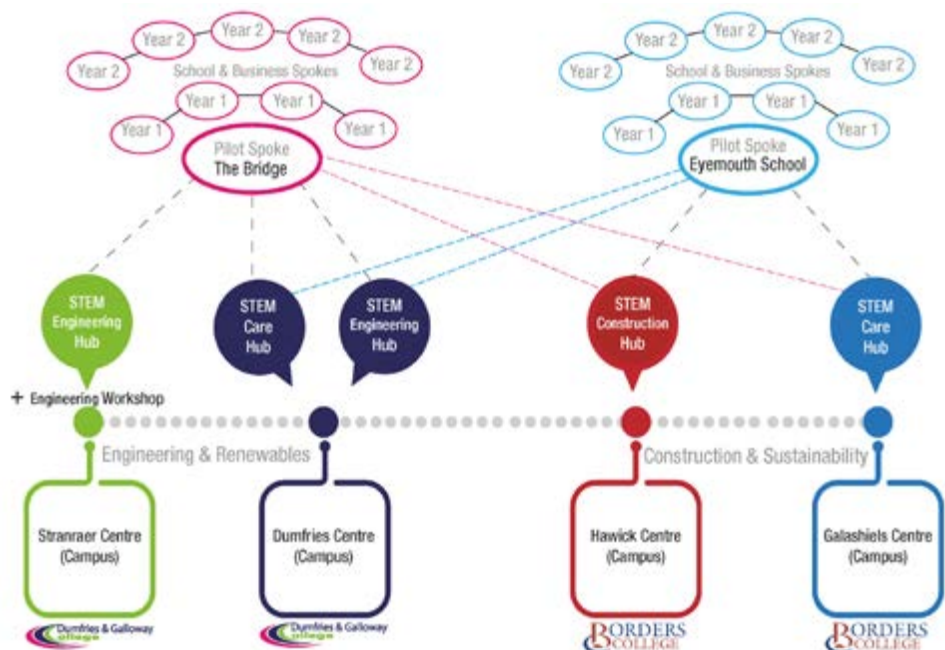 Year 2
Year 2
Year 2
Year 2
Year 2
School & Business Spokes
Year 1
Year 1
Year 1
Year 1
Pilot Spoke
The Bridge
Year 2
Year 2
Year 2
Year 2
Year 2
School & Business Spokes
Year 1
Year 1
Year 1
Year 1
Pilot Spoke
Eyemouth School
STEM
Engineering
Hub
STEM
Care
Hub
STEM
Engineering
Hub
STEM
Construction
Hub
STEM
Care
Hub
+ Engineering Workshop
Engineering & Renewables
Construction & Sustainability
Stranraer Centre
(Campus)
Dumfries Centre
(Campus)
Hawick Centre
(Campus)
Galashiels Centre
(Campus)
Dumfries & Galloway
College
Dumfries & Galloway
College
BORDERS
COLLEGE
BORDERS
COLLEGE